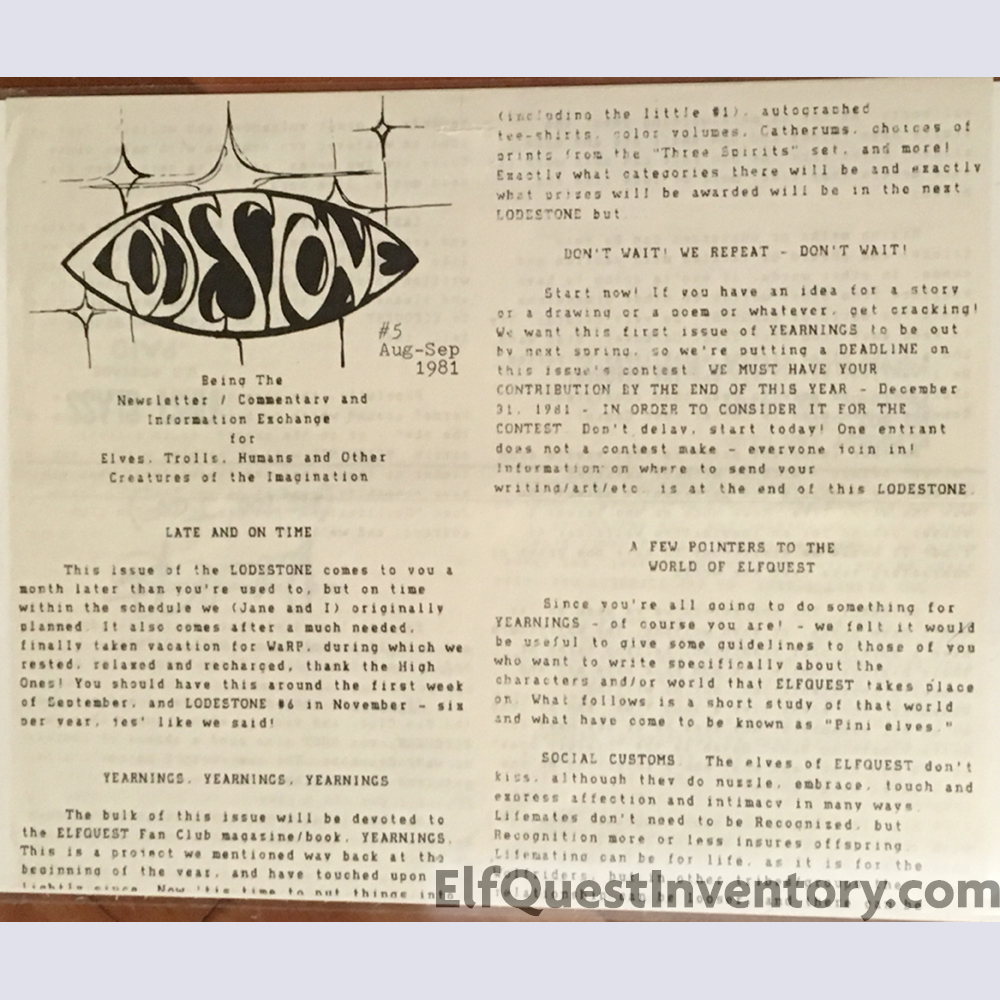 LODESTONE
#5
Aug-Sep
1981
Being The
Newsletter / Commentary and
Information Exchange
for
Elves, Trolls, Humans and Other
Creatures of the Imagination
LATE AND ON TIME
This issue of the LODESTONE comes to you a
month later than you're used to, but on time
within the schedule we (Jane and I) originally
planned. It also comes after a much needed,
finally taken vacation for WaRP, during which we
rested, relaxed and recharged, thank the High
Ones! You should have this around the first week
of September, and LODESTONE #6 in November - six
per year, jes' like we said!
YEARNINGS, YEARNINGS, YEARNINGS
The bulk of this issue will be devoted to
the ELFQUEST Fan Club magazine/book, YEARNINGS.
This is a project we mentioned way back at the
beginning of the year, and have touched upon
lightly since. Now 'tis time to put things into
(including the little #1), autographed
tee-shirts, color volumes, Catherums, choices of
prints from the "Three Spirits" set, and more!
Exactly what categories there will be and exactly
what prizes will be awarded will be in the next
LODESTONE but
DON'T WAIT! WE REPEAT - DON'T WAIT!
Start now! If you have an idea for a story
or a drawing or a poem or whatever, get cracking!
We want this first issue of YEARNINGS to be out
by next spring, so we're putting a DEADLINE on
this issue's contest. WE MUST HAVE YOUR
CONTRIBUTION BY THE END OF THIS YEAR - December
31, 1981 - IN ORDER TO CONSIDER IT FOR THE
CONTEST. Don't delay, start today! One entrant
does not a contest make - everyone join in!
Information on where to send your
writing/art/etc. is at the end of this LODESTONE.
A FEW POINTERS TO THE
WORLD OF ELFQUEST
Since you're all going to do something for
YEARNINGS - of course you are! - we felt it would
be useful to give some guidelines to those of you
who want to write specifically about the
characters and/or world that ELFQUEST takes place
on. What follows is a short study of that world
and what have come to be known as "Pini elves."
SOCIAL CUSTOMS. The elves of ELFQUEST don't
kiss, although they do nuzzle, embrace, touch and
express affection and intimacy in many ways.
Lifemates don't need to be Recognized, but
Recognition more or less insures offspring.
Lifemating can be for life, as it is for the
but in other
can be looser, and there can be
ElfQuestInventory.com